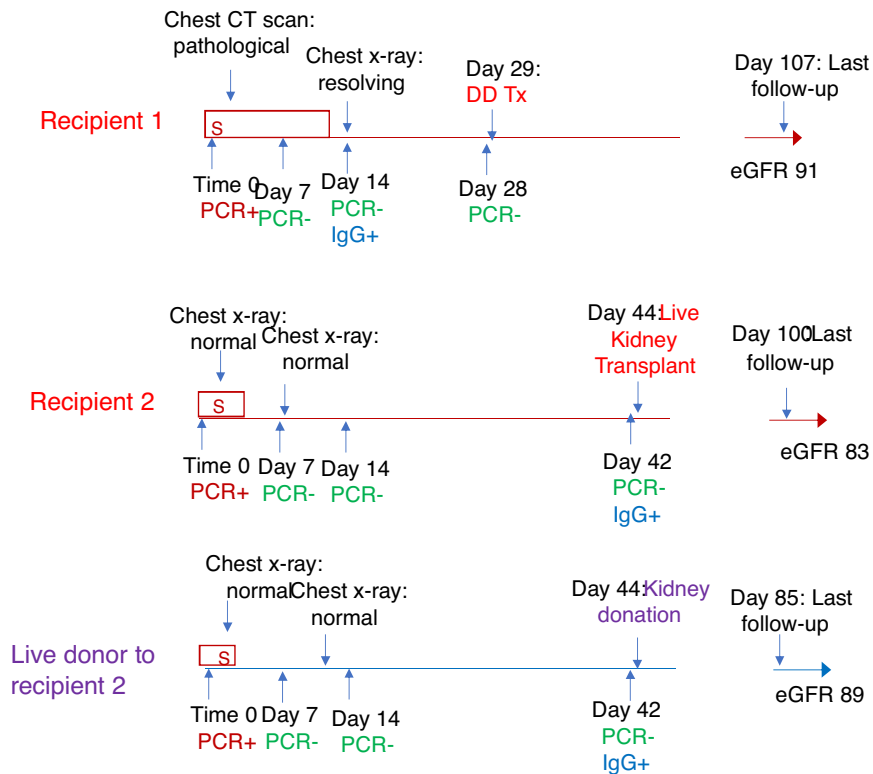 Chest CT scan:
pathological
Chest x-ray:
resolving
Day 29:
DD Tx
Day 107: Last
follow-up
Recipient 1
S
eGFR 91
Time 0
PCR+
Day 7
PCR-
Day 14
PCR-
IgG+
Day 28
PCR-
Chest x-ray:
normal
Chest x-ray:
normal
Day 44:Live
Kidney
Transplant
Day 100:Last
follow-up
Recipient 2
S
eGFR 83
Time 0
PCR+
Day 7
PCR-
Day 14
PCR-
Day 42
PCR-
IgG+
Chest x-ray:
normal
Chest x-ray:
normal
Day 44:Kidney
donation
Day 85: Last
follow-up
Live donor to
recipient 2
S
eGFR 89
Time 0
PCR+
Day 7
PCR-
Day 14
PCR-
Day 42
PCR-
IgG+